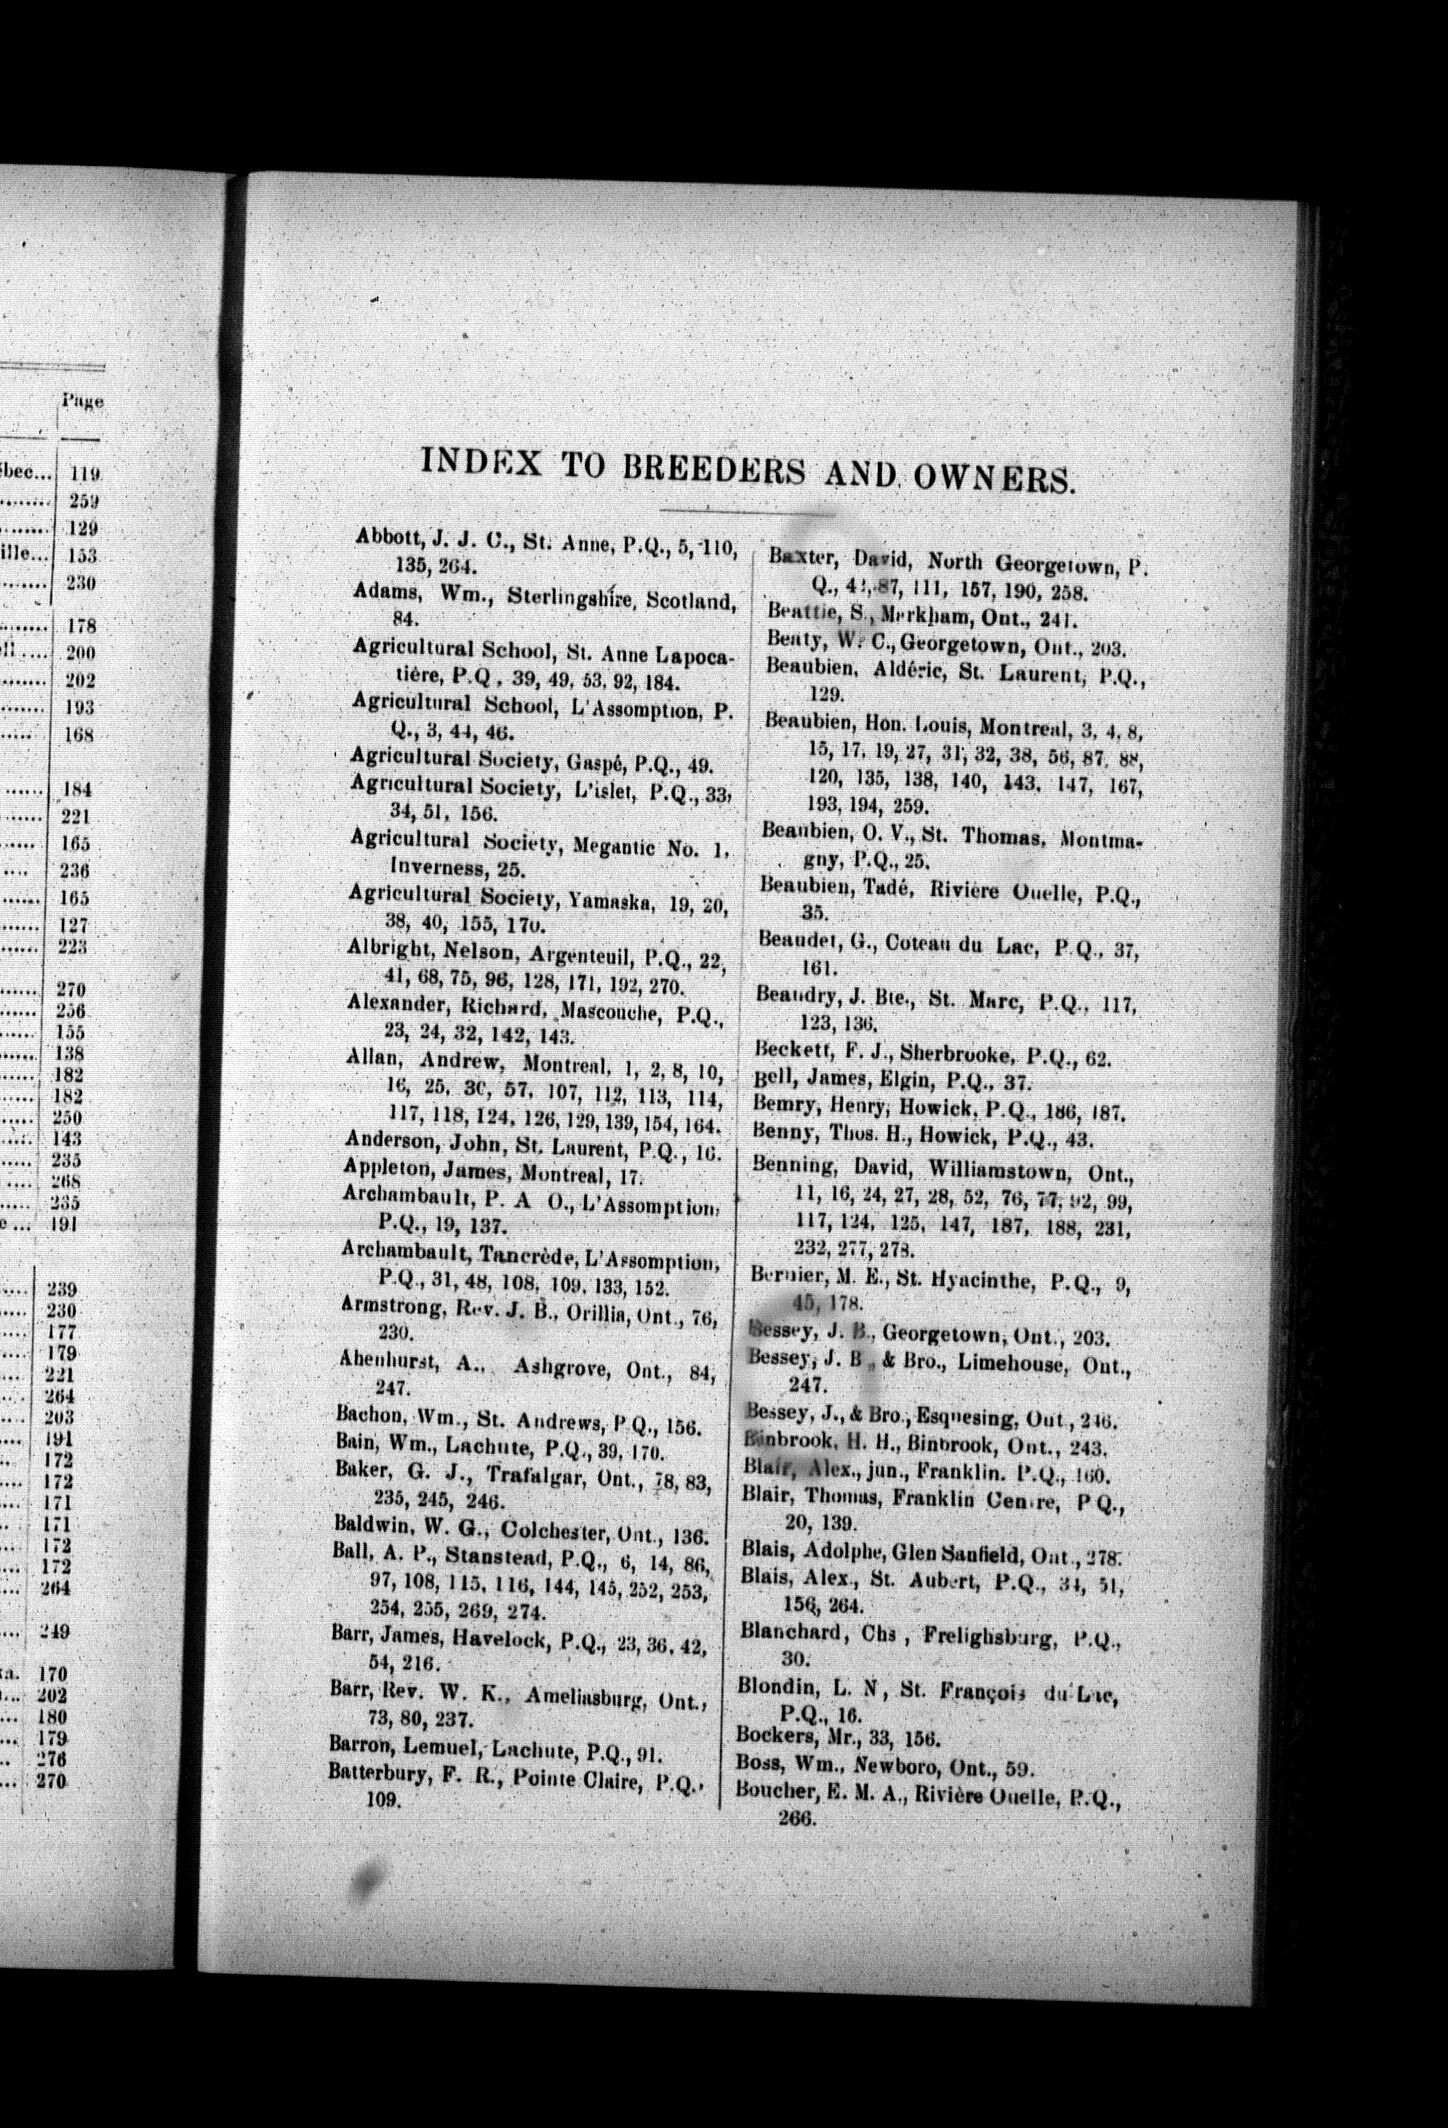 Page
bec... 119
259
129
ille... 153
230
178
ll.... 200
202
193
168
184
221
165
236
165
127
223
270
256
155
138
182
182
250
143
235
268
235
e... 191
239
230
177
179
221
264
203
191
172
172
171
171
172
172
264
249
a. 170
202
180
179
276
270
INDEX TO BREEDERS AND OWNERS.
Abbott, J. J. C., St. Anne, P.Q., 5, 110,
135, 264.
Adams, Wm., Sterlingshire, Scotland,
84.
Agricultural School, St. Anne Lapoca-
tière, P.Q., 39, 49, 53, 92, 184.
Agricultural School, L'Assomption, P.
Q., 3, 44, 46.
Agricultural Society, Gaspé, P.Q., 49.
Agricultural Society, L'islet, P.Q., 33,
34, 51, 156.
Agricultural Society, Megantic No. 1,
Inverness, 25.
Agricultural Society, Yamaska, 19, 20,
38, 40, 155, 170.
Albright, Nelson, Argenteuil, P.Q., 22,
41, 68, 75, 96, 128, 171, 192, 270.
Alexander, Richard, Mascouche, P.Q.,
23, 24, 32, 142, 143.
Allan, Andrew, Montreal, 1, 2, 8, 10,
16, 25, 30, 57, 107, 112, 113, 114,
117, 118, 124, 126, 129, 139, 154, 164.
Anderson, John, St. Laurent, P.Q., 16.
Appleton, James, Montreal, 17.
Archambault, P. A O., L'Assomption,
P.Q., 19, 137.
Archambault, Tancrède, L'Assomption,
P.Q., 31, 48, 108, 109, 133, 152.
Armstrong, Rev. J. B., Orillia, Ont., 76,
230.
Ahenhurst, A., Ashgrove, Ont., 84,
247.
Bachon, Wm., St. Andrews, P.Q., 156.
Bain, Wm., Lachute, P.Q., 39, 170.
Baker, G. J., Trafalgar, Ont., 78, 83,
235, 245, 246.
Baldwin, W. G., Colchester, Ont., 136.
Ball, A. P., Stanstead, P.Q., 6, 14, 86,
97, 108, 115, 116, 144, 145, 252, 253,
254, 255, 269, 274.
Barr, James, Havelock, P.Q., 23, 36, 42,
54, 216.
Barr, Rev. W. K., Ameliasburg, Ont.,
73, 80, 237.
Barron, Lemuel, Lachute, P.Q., 91.
Batterbury, F. R., Pointe Claire, P.Q.,
109.
Baxter, David, North Georgetown, P.
Q., 87, 111, 157, 190, 258.
Beattie, S., Markham, Ont., 241.
Beaty, W. C., Georgetown, Ont., 203.
Beaubien, Aldéric, St. Laurent, P.Q.,
129.
Beaubien, Hon. Louis, Montreal, 3, 4, 8,
15, 17, 19, 27, 31, 32, 38, 56, 87, 88,
120, 135, 138, 140, 143, 147, 167,
193, 194, 259.
Beaubien, O. V., St. Thomas, Montma-
gny, P.Q., 25.
Beaubien, Tadé, Rivière Ouelle, P.Q.,
35.
Beaudet, G., Coteau du Lac, P.Q., 37,
161.
Beaudry, J. Bte., St. Marc, P.Q., 117,
123, 136.
Beckett, F. J., Sherbrooke, P.Q., 62.
Bell, James, Elgin, P.Q., 37.
Bemry, Henry, Howick, P.Q., 186, 187.
Benny, Thos. H., Howick, P.Q., 43.
Benning, David, Williamstown, Ont.,
11, 16, 24, 27, 28, 52, 76, 77, 92, 99,
117, 124, 125, 147, 187, 188, 231,
232, 277, 278.
Bernier, M. E., St. Hyacinthe, P.Q., 9,
45, 178.
Bessey, J. B., Georgetown, Ont., 203.
Bessey, J. B., & Bro., Limehouse, Ont.,
247.
Bessey, J., & Bro., Esquesing, Ont., 246.
Binbrook, H. H., Binbrook, Ont., 243.
Blair, Alex., jun., Franklin. P.Q., 160.
Blair, Thomas, Franklin Centre, P Q.,
20, 139.
Blais, Adolphe, Glen Sanfield, Ont., 278.
Blais, Alex., St. Aubert, P.Q., 34, 51,
156, 264.
Blanchard, Chs, Frelighsburg, P.Q.,
30.
Blondin, L. N, St. François du Lac,
P.Q., 16.
Bockers, Mr., 33, 156.
Boss, Wm., Newboro, Ont., 59.
Boucher, E. M. A., Rivière Ouelle, P.Q.,
266.